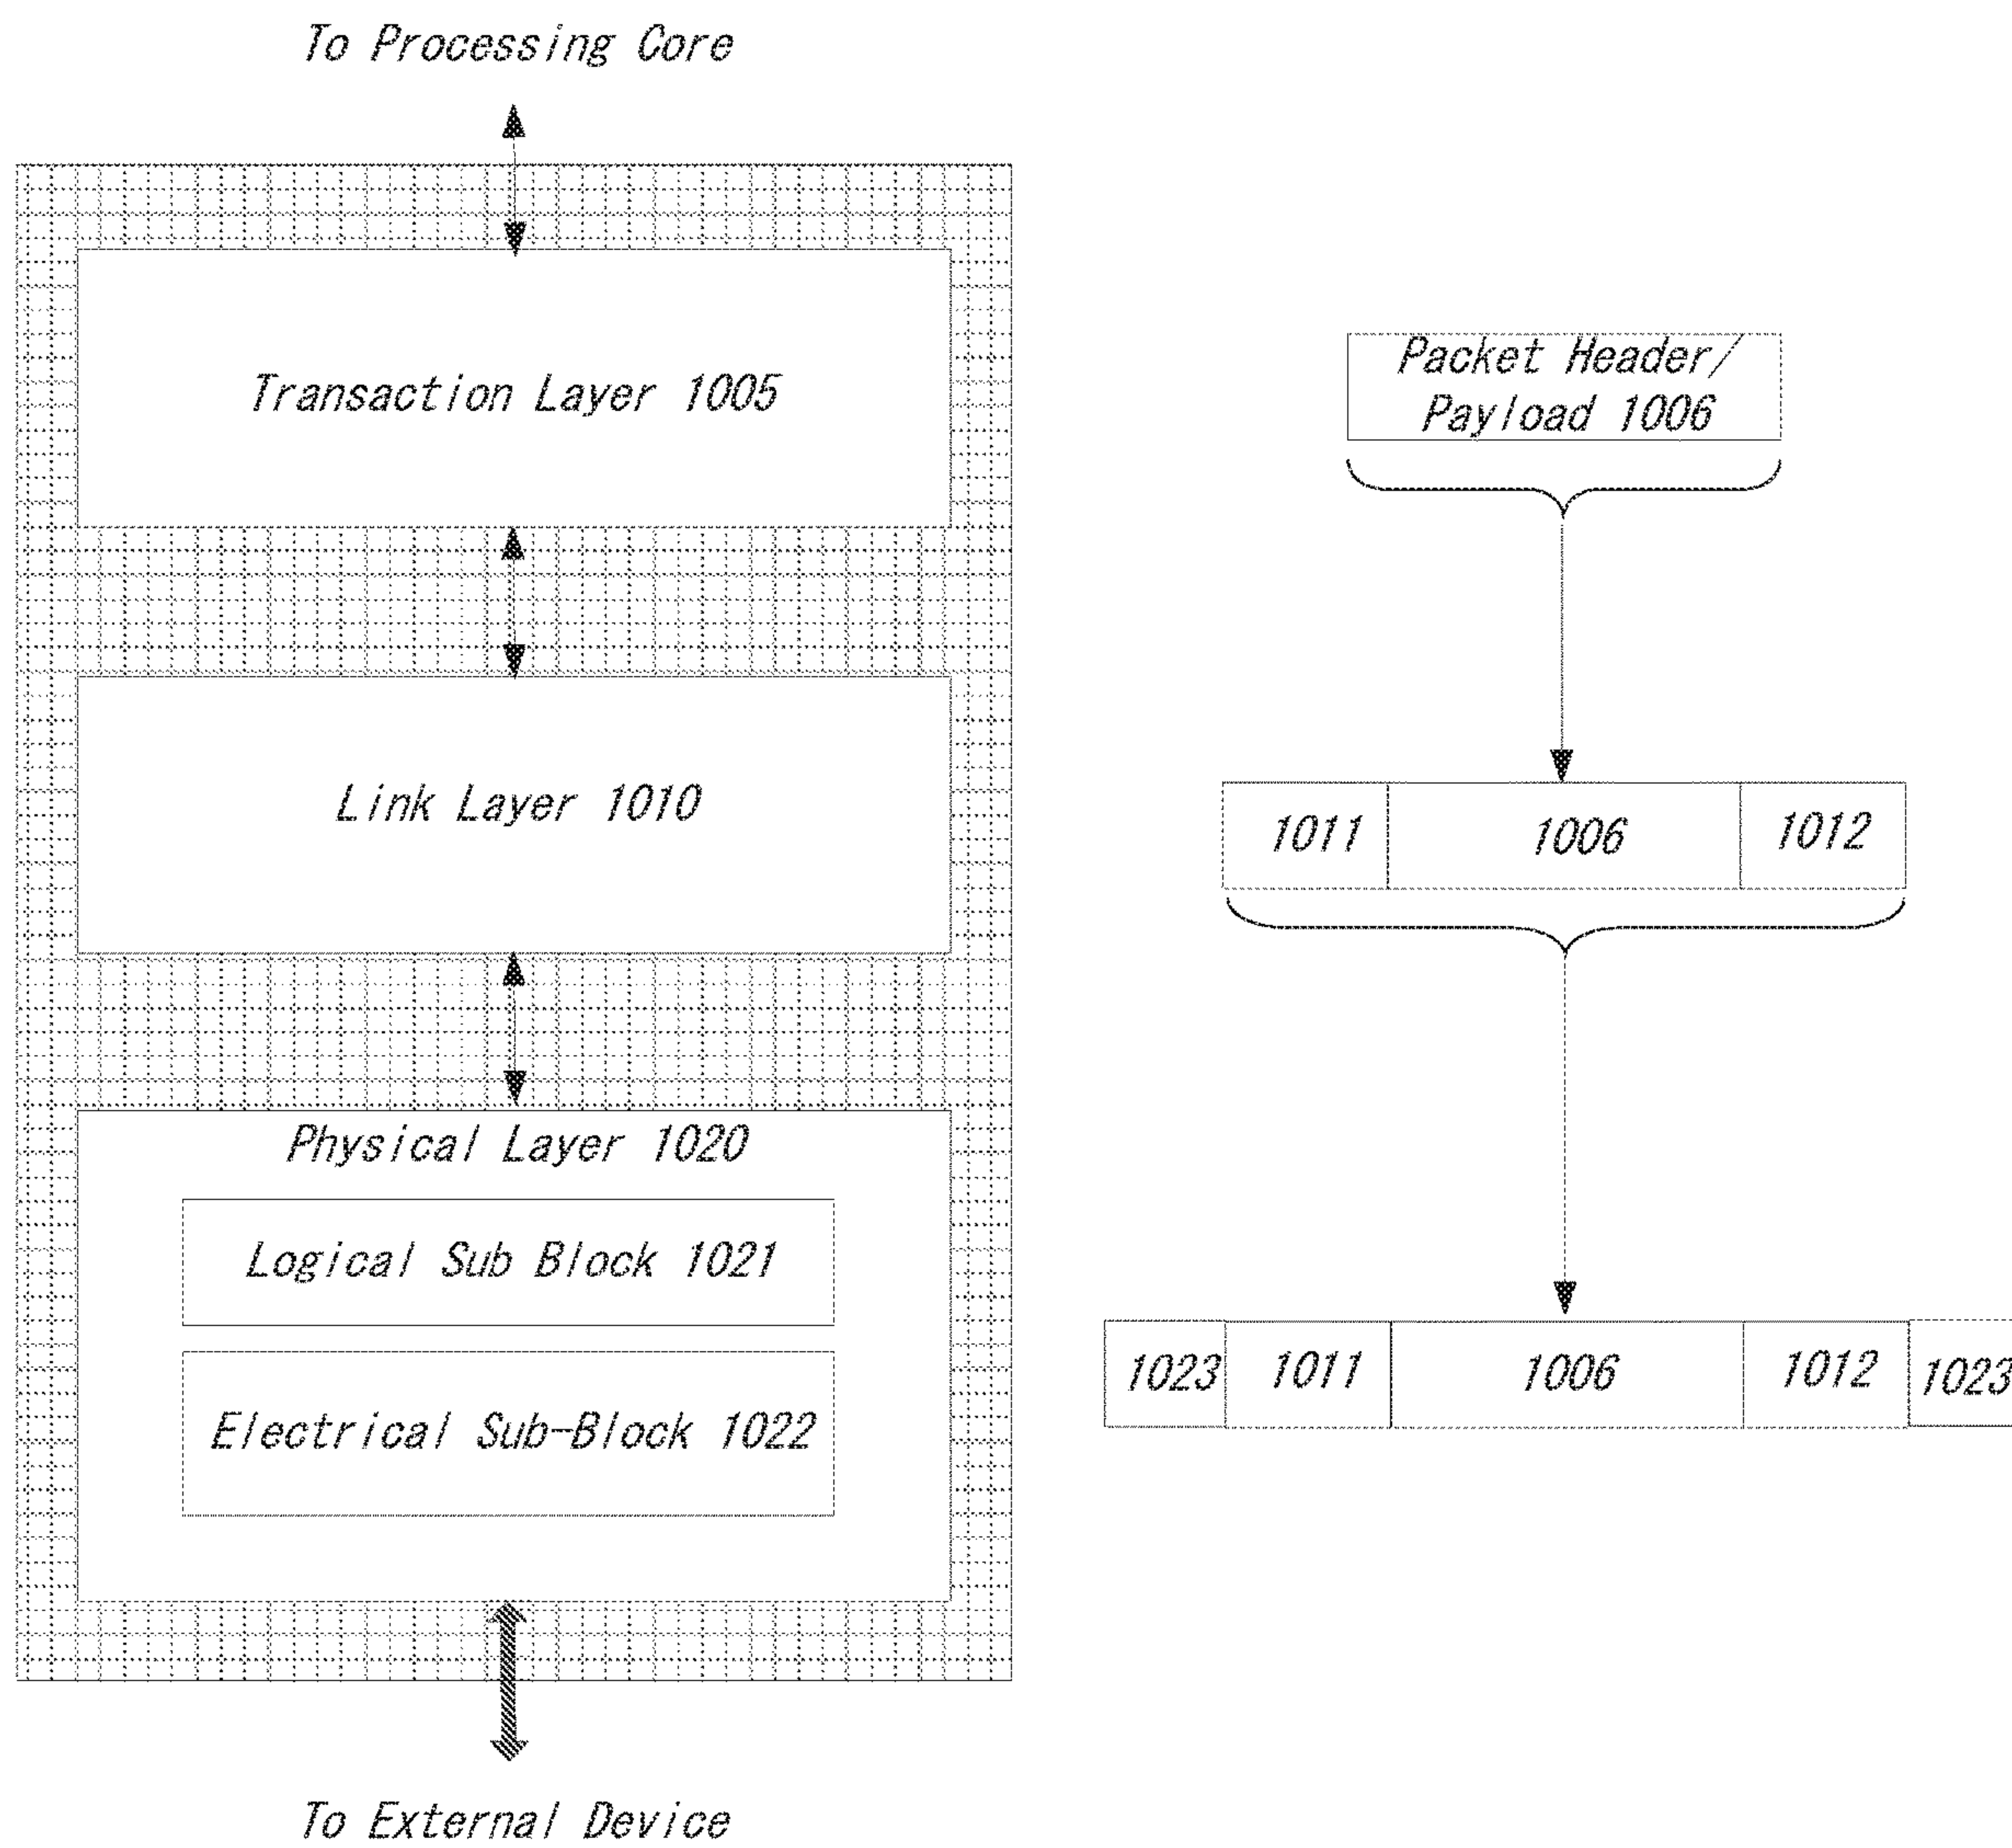 To Processing Core
Transaction Layer 1005
Packet Header/
Payload 1006
Link Layer 1010
1011 1006 1012
Physical Layer 1020
Logical Sub Block 1021
Electrical Sub-Block 1022
1023 1011 1006 1012 1023
To External Device